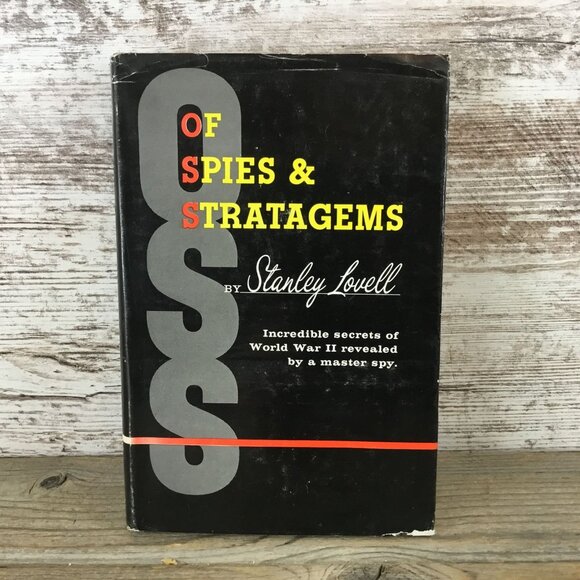 OSS
OF
SPIES &
STRATAGEMS
BY Stanley Lovell
Incredible secrets of
World War II revealed
by a master spy.